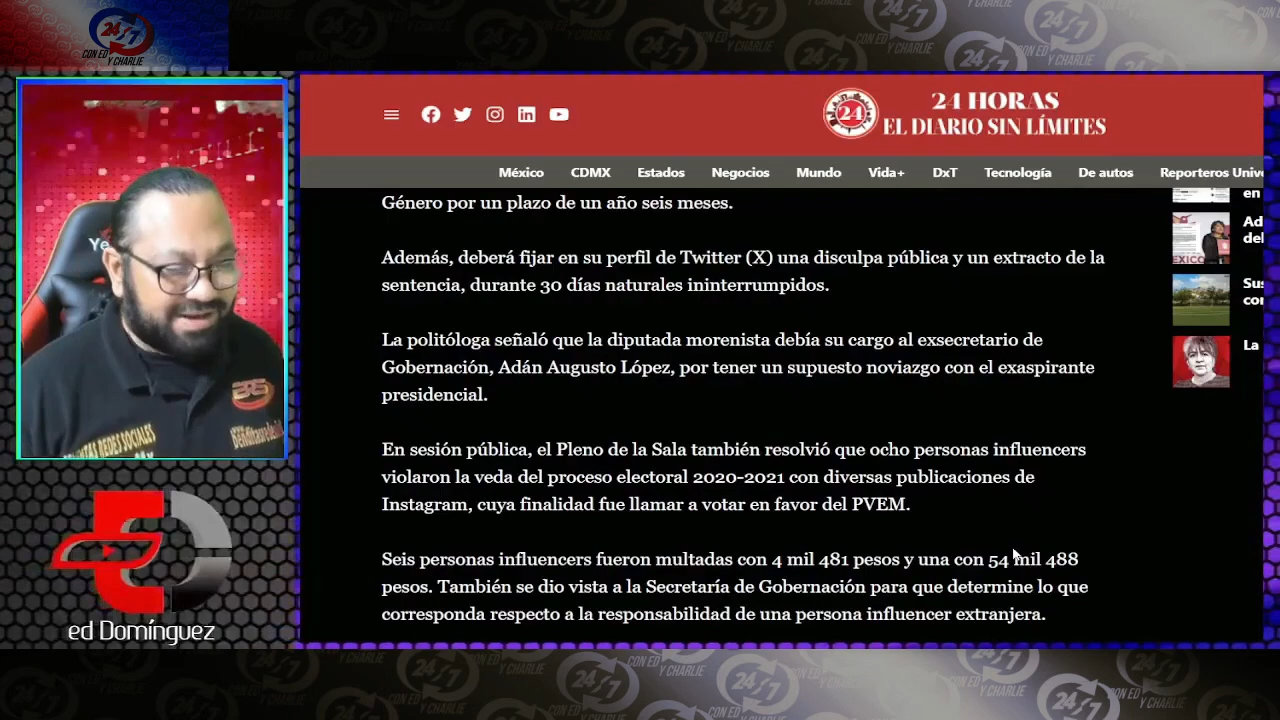 24/7
CON ED
Y CHARLIE
24 HORAS
EL DIARIO SIN LÍMITES
México CDMX Estados Negocios Mundo Vida+ DxT Tecnología De autos Reporteros
Género por un plazo de un año seis meses.
Además, deberá fijar en su perfil de Twitter (X) una disculpa pública y un extracto de la
sentencia, durante 30 días naturales ininterrumpidos.
La politóloga señaló que la diputada morenista debía su cargo al exsecretario de
Gobernación, Adán Augusto López, por tener un supuesto noviazgo con el exaspirante
presidencial.
En sesión pública, el Pleno de la Sala también resolvió que ocho personas influencers
violaron la veda del proceso electoral 2020-2021 con diversas publicaciones de
Instagram, cuya finalidad fue llamar a votar en favor del PVEM.
Seis personas influencers fueron multadas con 4 mil 481 pesos y una con 54 mil 488
pesos. También se dio vista a la Secretaría de Gobernación para que determine lo que
corresponda respecto a la responsabilidad de una persona influencer extranjera.
en
La
REDES SOCIALES
ed Domínguez
24/7
CON ED
Y CHARLIE